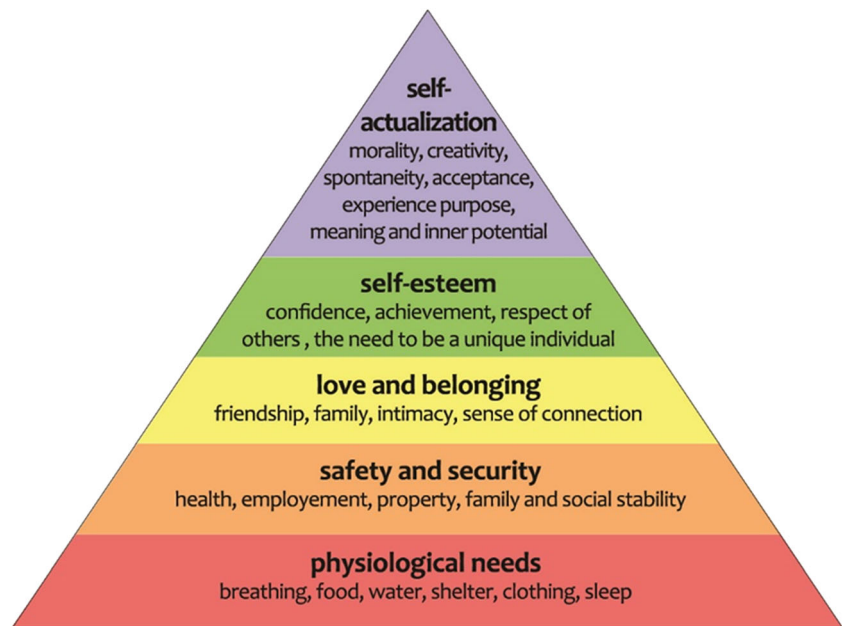 self-
actualization
morality, creativity,
spontaneity, acceptance,
experience purpose,
meaning and inner potential
self-esteem
confidence, achievement, respect of
others , the need to be a unique individual
love and belonging
friendship, family, intimacy, sense of connection
safety and security
health, employement, property, family and social stability
physiological needs
breathing, food, water, shelter, clothing, sleep